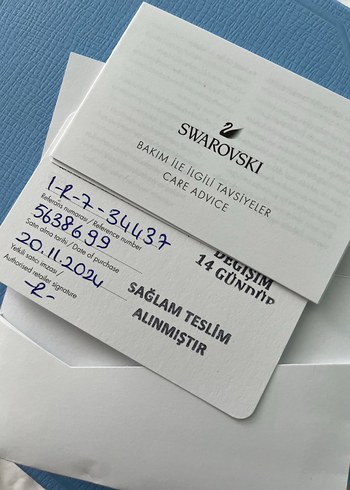 SWAROVSKI
BAKIM İLE İLGİLİ TAVSİYELER
CARE ADVICE
1-R-7-34437
Referans numarası / Reference number
5638699
Satın alma tarihi / Date of purchase
20.11.2024
Yetkili satıcı imzası /
Authorised retailer signature
-R-
DEĞİŞİM
14 GÜNDÜR
SAĞLAM TESLİM
ALINMIŞTIR